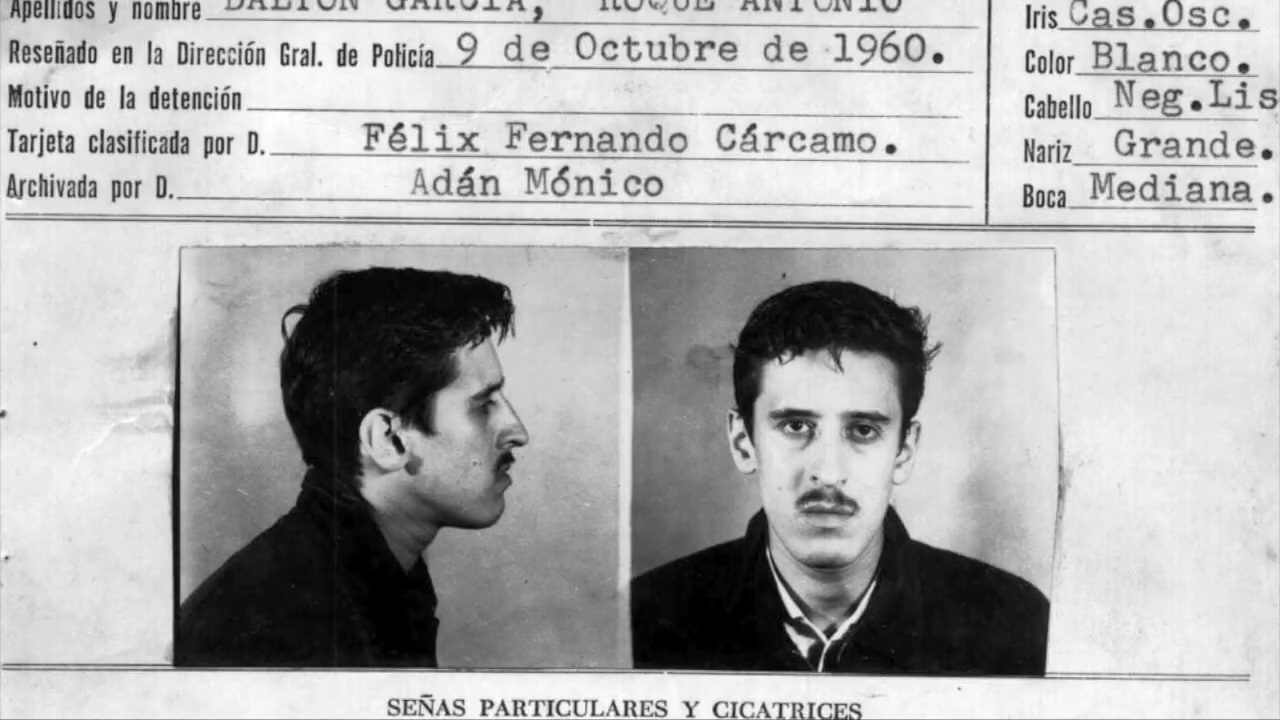 Apellidos y nombre DALTON GARCIA, ROQUE ANTONIO
Reseñado en la Dirección Gral. de Policía 9 de Octubre de 1960.
Motivo de la detención
Tarjeta clasificada por D. Félix Fernando Cárcamo.
Archivada por D. Adán Mónico
Iris Cas.Osc.
Color Blanco.
Cabello Neg.Lis
Nariz Grande.
Boca Mediana.
SEÑAS PARTICULARES Y CICATRICES